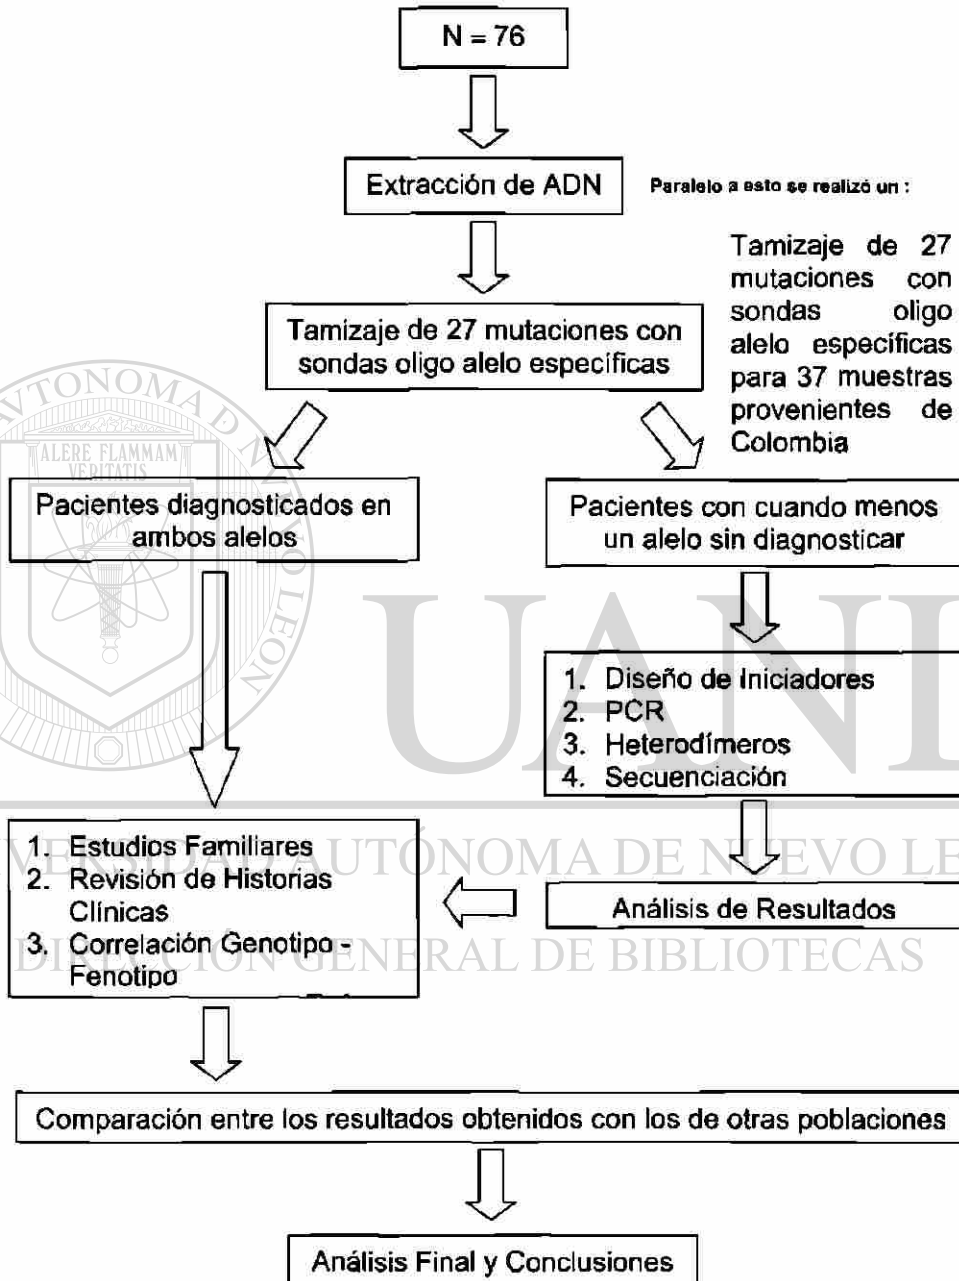 N = 76
Extracción de ADN
Paralelo a esto se realizó un :
Tamizaje de 27
mutaciones con
sondas oligo
alelo específicas
para 37 muestras
provenientes de
Colombia
Tamizaje de 27 mutaciones con
sondas oligo alelo específicas
Pacientes diagnosticados en
ambos alelos
Pacientes con cuando menos
un alelo sin diagnosticar
1. Diseño de Iniciadores
2. PCR
3. Heterodímeros
4. Secuenciación
1. Estudios Familiares
2. Revisión de Historias
Clínicas
3. Correlación Genotipo -
Fenotipo
Análisis de Resultados
Comparación entre los resultados obtenidos con los de otras poblaciones
Análisis Final y Conclusiones
ALERE FLAMMAM
VERITATIS
UANL
VERSIDAD AUTÓNOMA DE NUEVO LE
DIRECCIÓN GENERAL DE BIBLIOTECAS